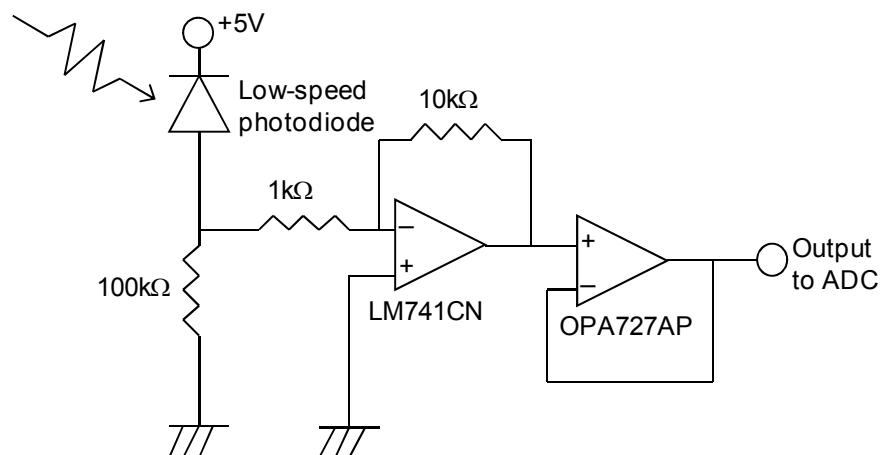 +5V
Low-speed
photodiode
10kΩ
1kΩ
100kΩ
−
+
LM741CN
+
−
OPA727AP
Output
to ADC